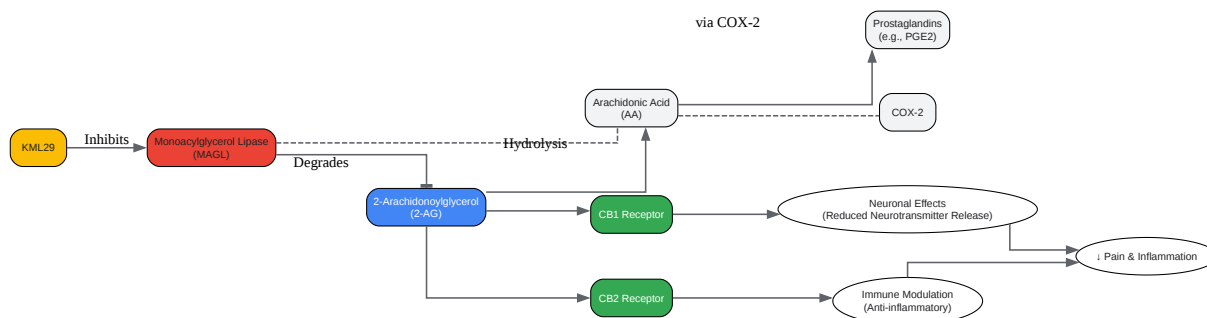 via COX-2
Prostaglandins
(e.g., PGE2)
Arachidonic Acid
(AA)
COX-2
KML29
Inhibits
Monoacylglycerol Lipase
(MAGL)
Hydrolysis
Degrades
2-Arachidonoylglycerol
(2-AG)
CB1 Receptor
Neuronal Effects
(Reduced Neurotransmitter Release)
↓ Pain & Inflammation
CB2 Receptor
Immune Modulation
(Anti-inflammatory)